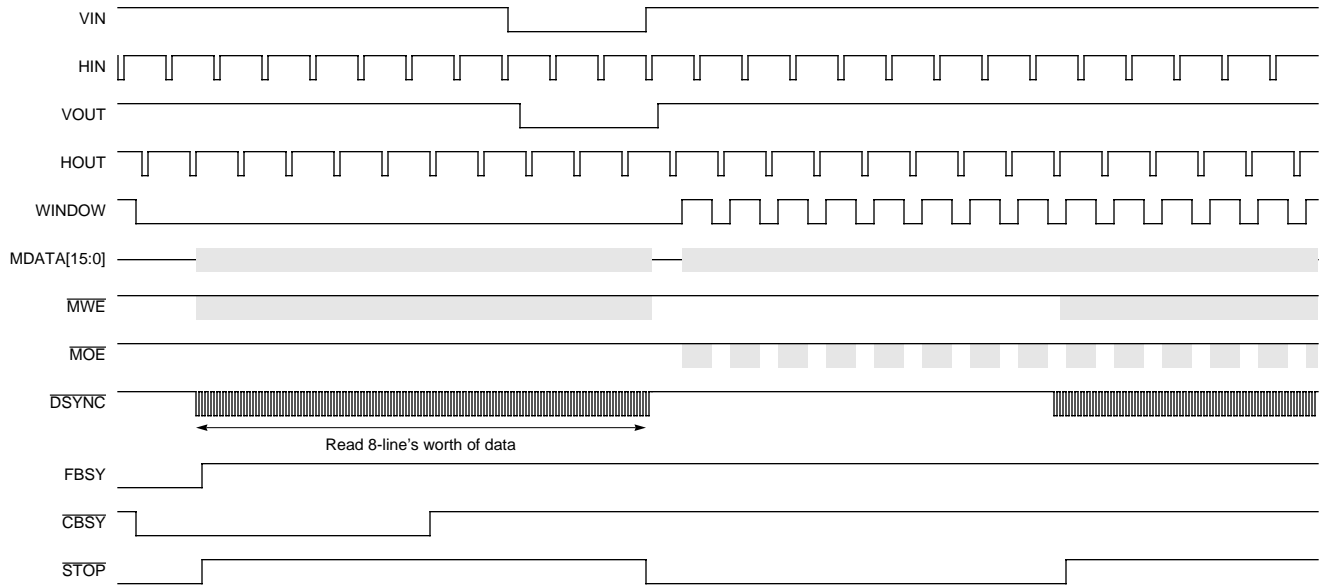 VIN
HIN
VOUT
HOUT
WINDOW
MDATA[15:0]
MWE
MOE
DSYNC
Read 8-line's worth of data
FBSY
CBSY
STOP